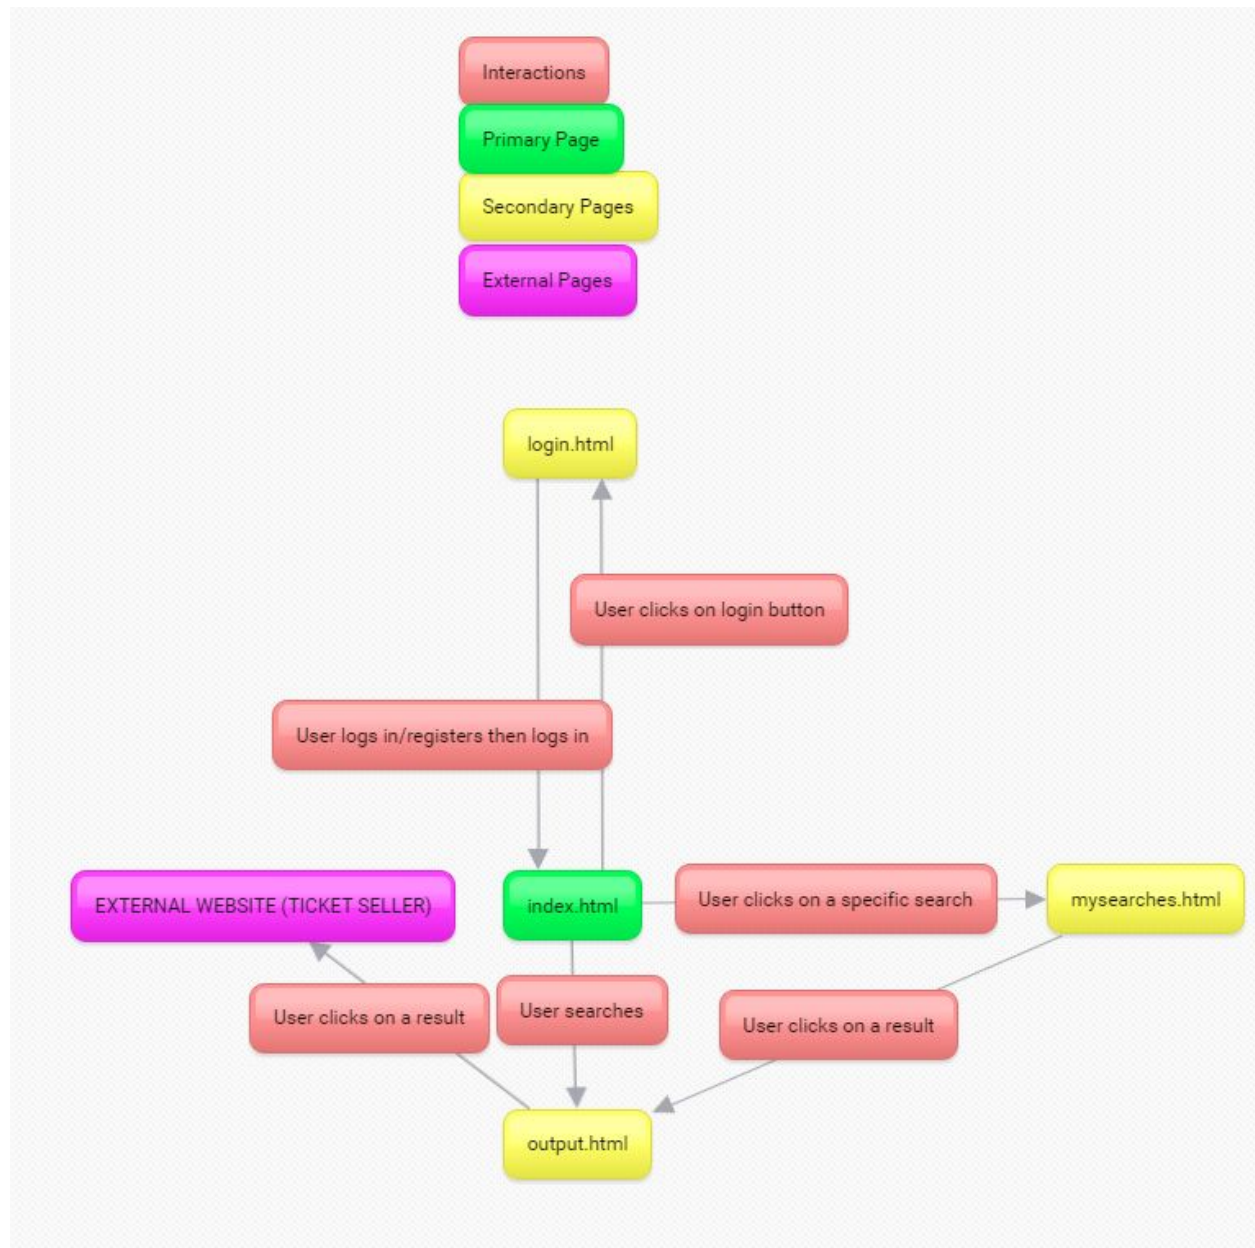 Interactions
Primary Page
Secondary Pages
External Pages
login.html
User clicks on login button
User logs in/registers then logs in
EXTERNAL WEBSITE (TICKET SELLER)
index.html
User clicks on a specific search
mysearches.html
User clicks on a result
User searches
User clicks on a result
output.html